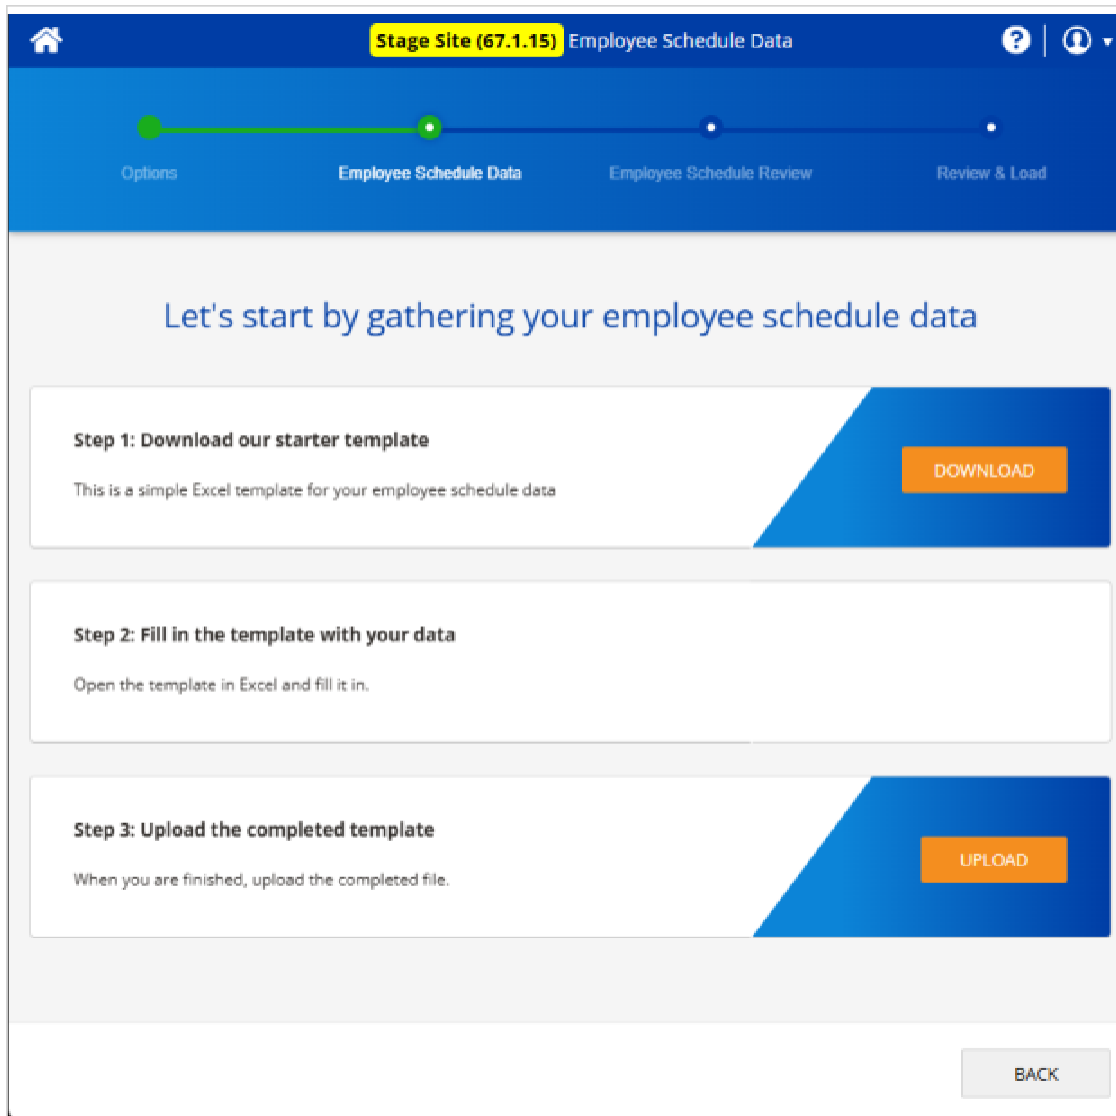 Stage Site (67.1.15) Employee Schedule Data
?
Options
Employee Schedule Data
Employee Schedule Review
Review & Load
Let's start by gathering your employee schedule data
Step 1: Download our starter template
This is a simple Excel template for your employee schedule data
DOWNLOAD
Step 2: Fill in the template with your data
Open the template in Excel and fill it in.
Step 3: Upload the completed template
When you are finished, upload the completed file.
UPLOAD
BACK